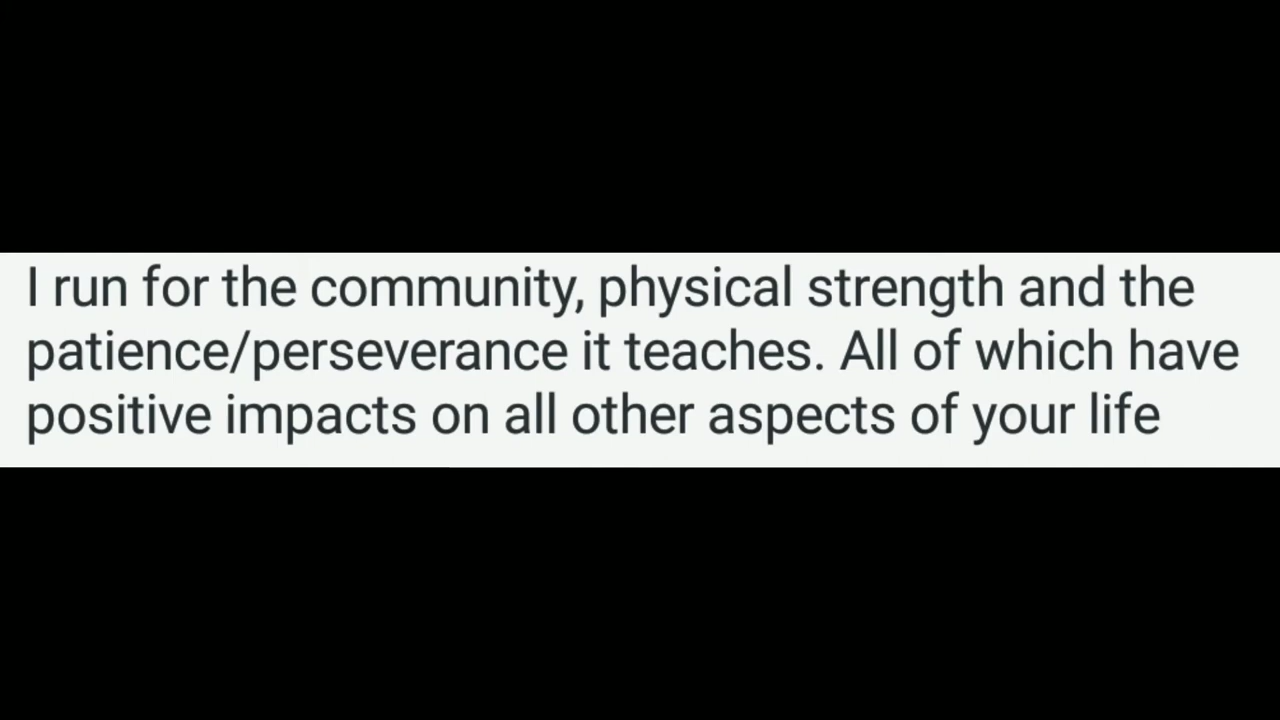 I run for the community, physical strength and the
patience/perseverance it teaches. All of which have
positive impacts on all other aspects of your life